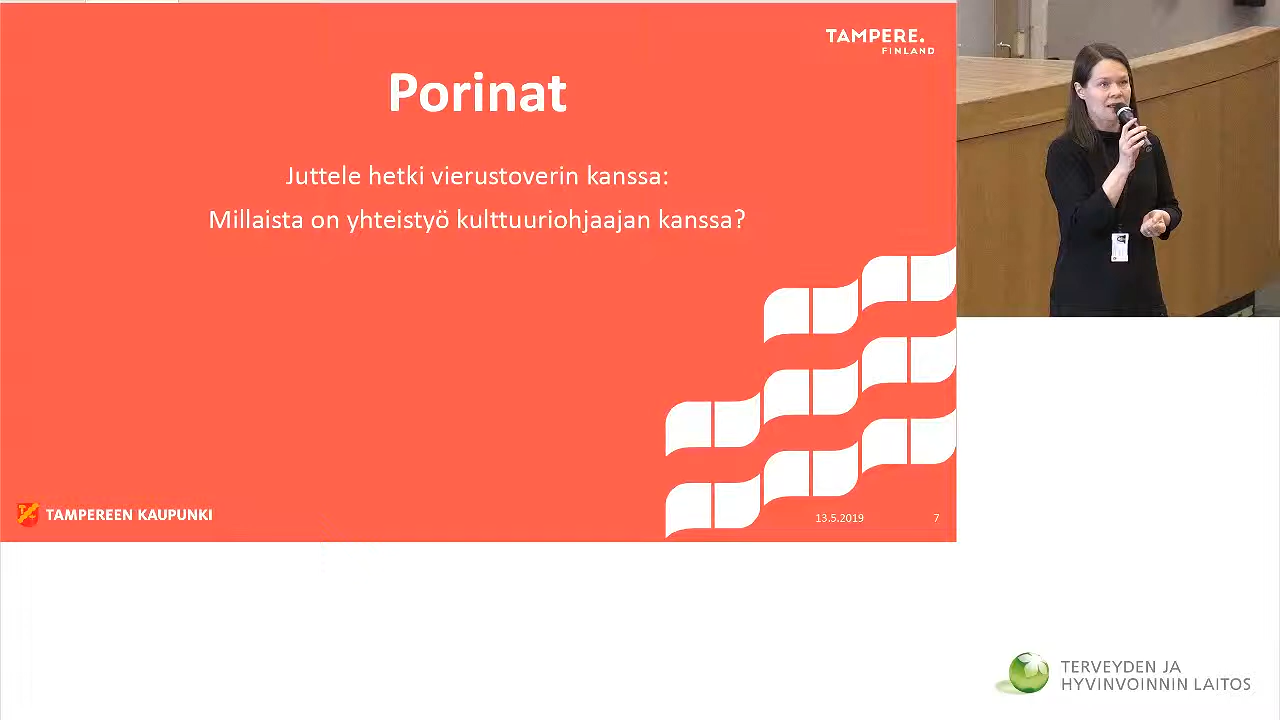 TAMPERE.
FINLAND
Porinat
Juttele hetki vierustoverin kanssa:
Millaista on yhteistyö kulttuuriohjaajan kanssa?
TAMPEREEN KAUPUNKI
13.5.2019
7
TERVEYDEN JA
HYVINVOINNIN LAITOS